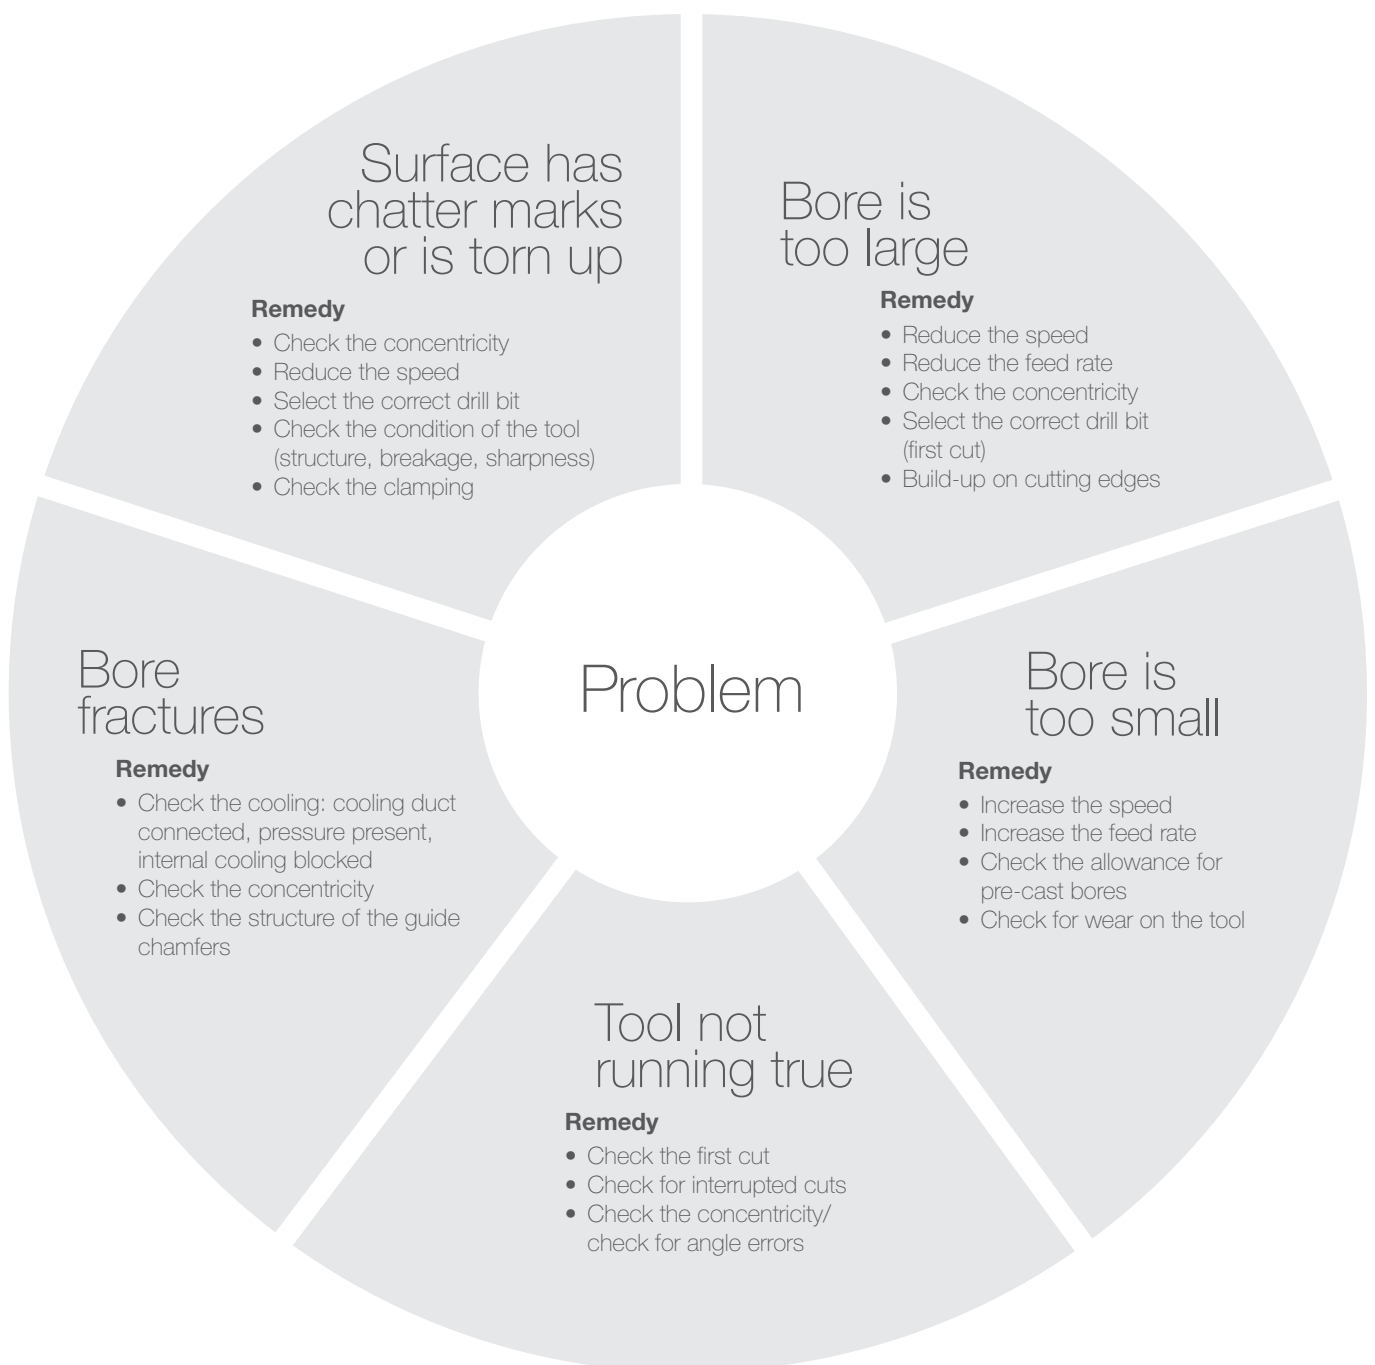 Surface has
chatter marks
or is torn up
Remedy
• Check the concentricity
• Reduce the speed
• Select the correct drill bit
• Check the condition of the tool
(structure, breakage, sharpness)
• Check the clamping
Bore is
too large
Remedy
• Reduce the speed
• Reduce the feed rate
• Check the concentricity
• Select the correct drill bit
(first cut)
• Build-up on cutting edges
Problem
Bore
fractures
Remedy
• Check the cooling: cooling duct
connected, pressure present,
internal cooling blocked
• Check the concentricity
• Check the structure of the guide
chamfers
Bore is
too small
Remedy
• Increase the speed
• Increase the feed rate
• Check the allowance for
pre-cast bores
• Check for wear on the tool
Tool not
running true
Remedy
• Check the first cut
• Check for interrupted cuts
• Check the concentricity/
check for angle errors